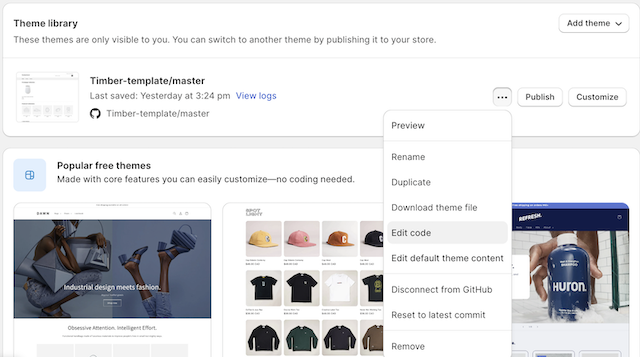 Theme library
Add theme
These themes are only visible to you. You can switch to another theme by publishing it to your store.
Timber-template/master
Last saved: Yesterday at 3:24 pm View logs
Timber-template/master
Publish
Customize
Preview
Rename
Duplicate
Download theme file
Edit code
Edit default theme content
Disconnect from GitHub
Reset to latest commit
Remove
Popular free themes
Made with core features you can easily customize—no coding needed.
DAWN
Industrial design meets fashion.
Obsessive Attention. Intelligent Effort.
SPOTLIGHT
REFRESH.
Huron.